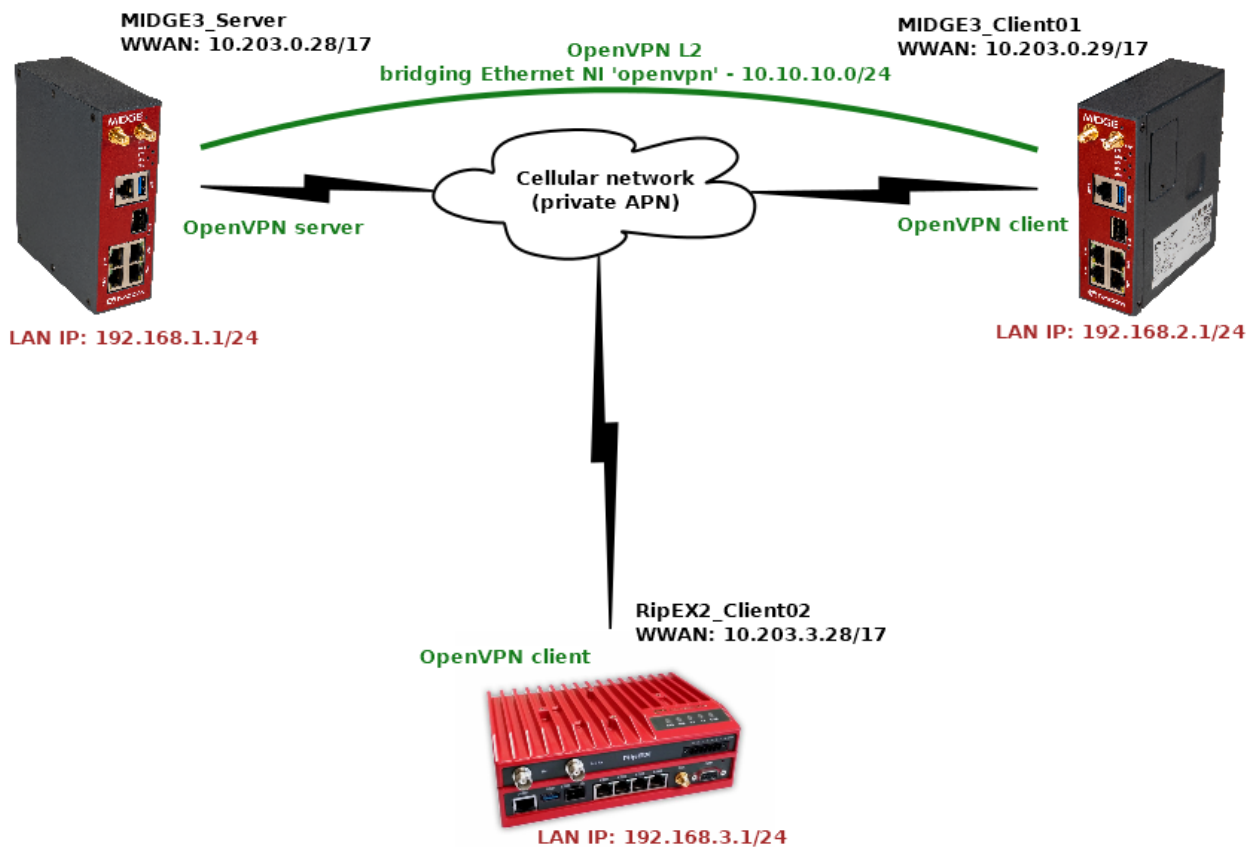 MIDGE3_Server
WWAN: 10.203.0.28/17
MIDGE3_Client01
WWAN: 10.203.0.29/17
OpenVPN L2
bridging Ethernet NI 'openvpn' - 10.10.10.0/24
MIDGE
MIDGE
Cellular network
(private APN)
OpenVPN server
OpenVPN client
LAN IP: 192.168.1.1/24
LAN IP: 192.168.2.1/24
RipEX2_Client02
WWAN: 10.203.3.28/17
OpenVPN client
LAN IP: 192.168.3.1/24